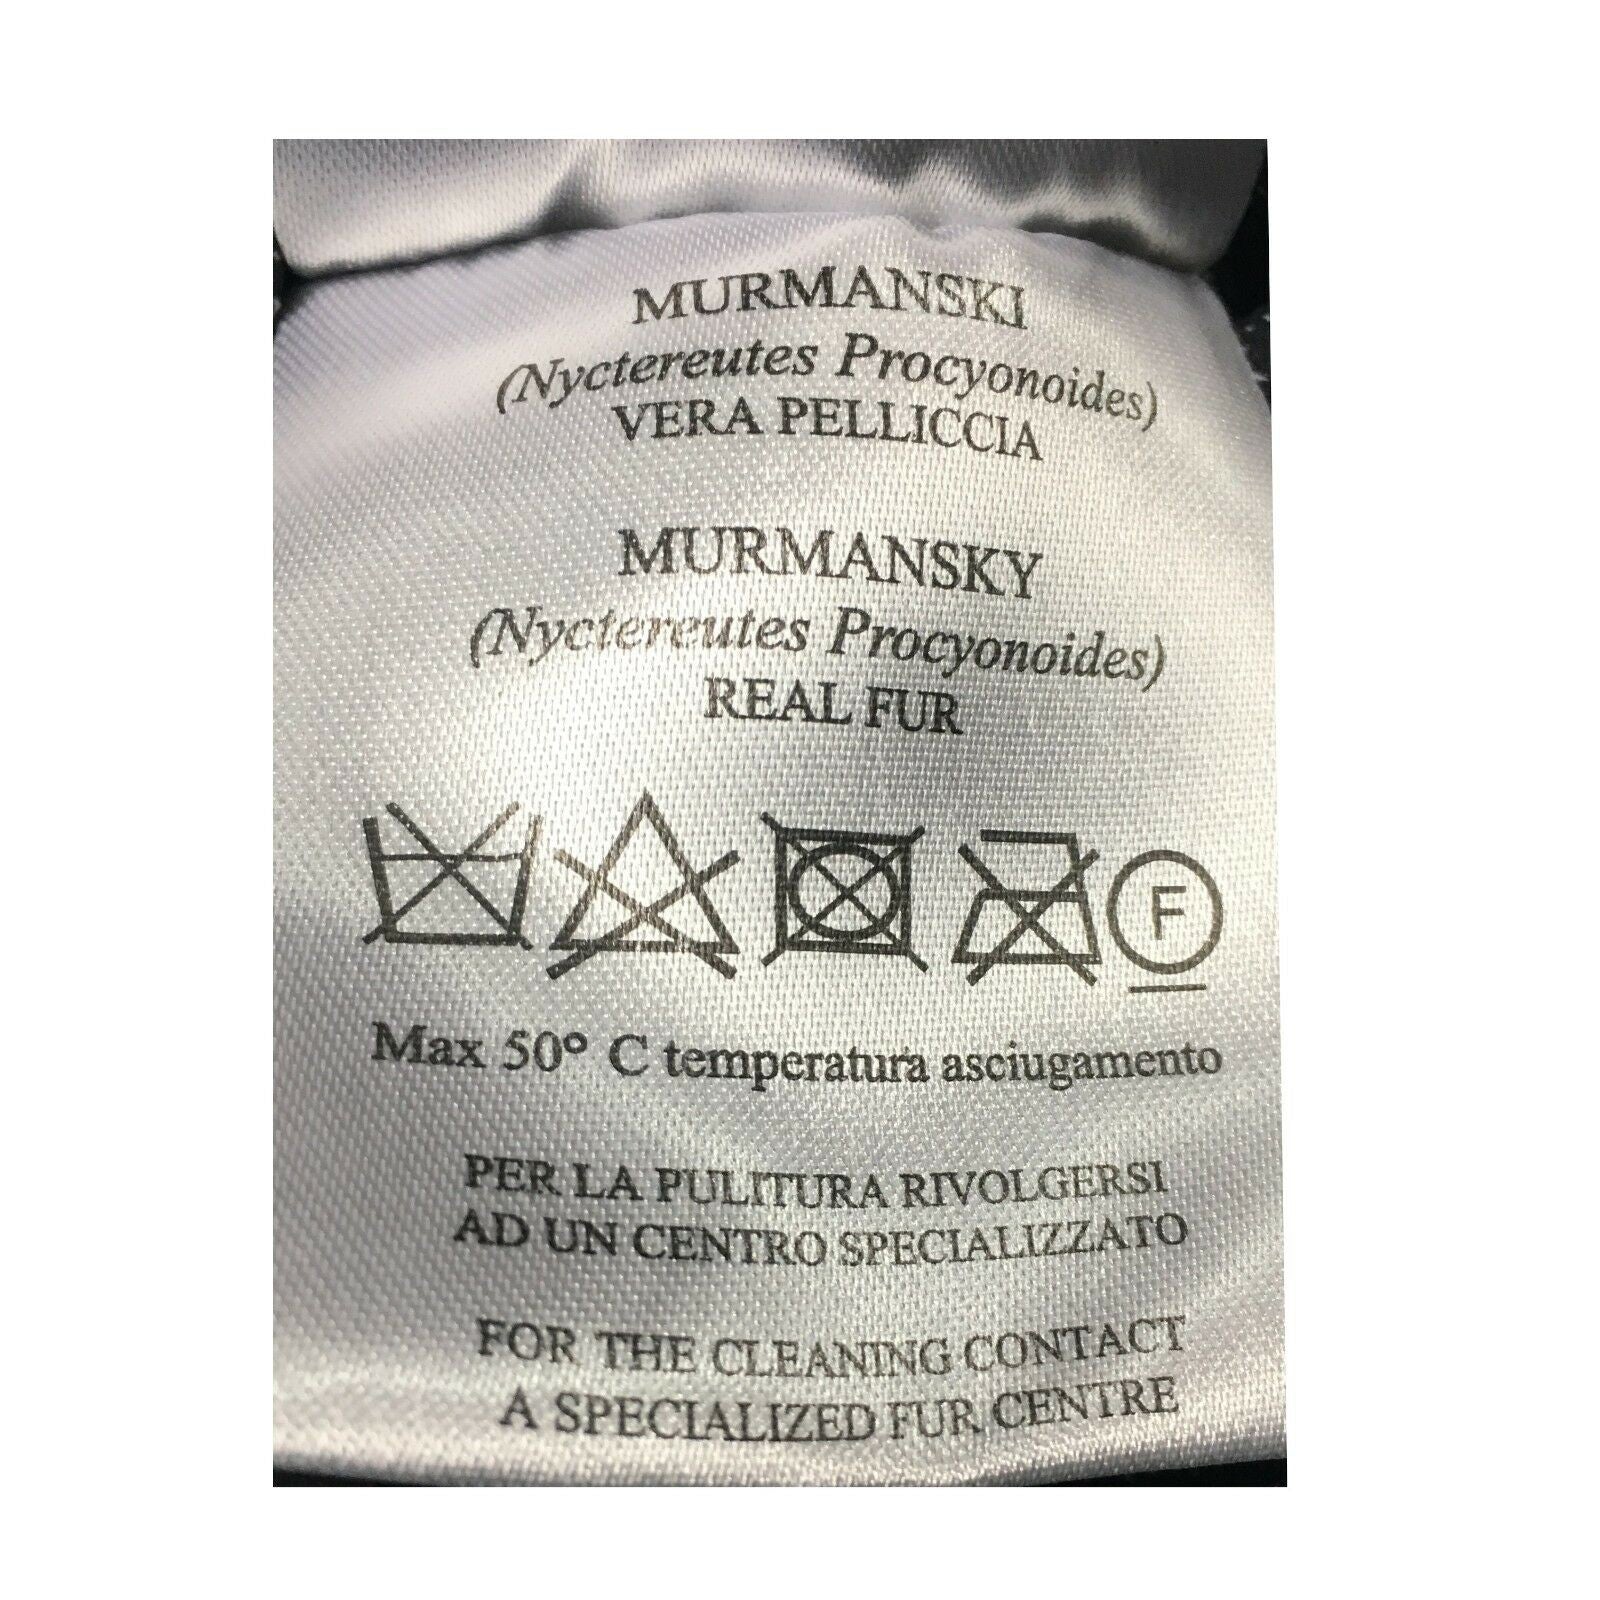 MURMANSKI
(Nyctereutes Procyonoides)
VERA PELLICCIA
MURMANSKY
(Nyctereutes Procyonoides)
REAL FUR
F
Max 50° C temperatura asciugamento
PER LA PULITURA RIVOLGERSI
AD UN CENTRO SPECIALIZZATO
FOR THE CLEANING CONTACT
A SPECIALIZED FUR CENTRE